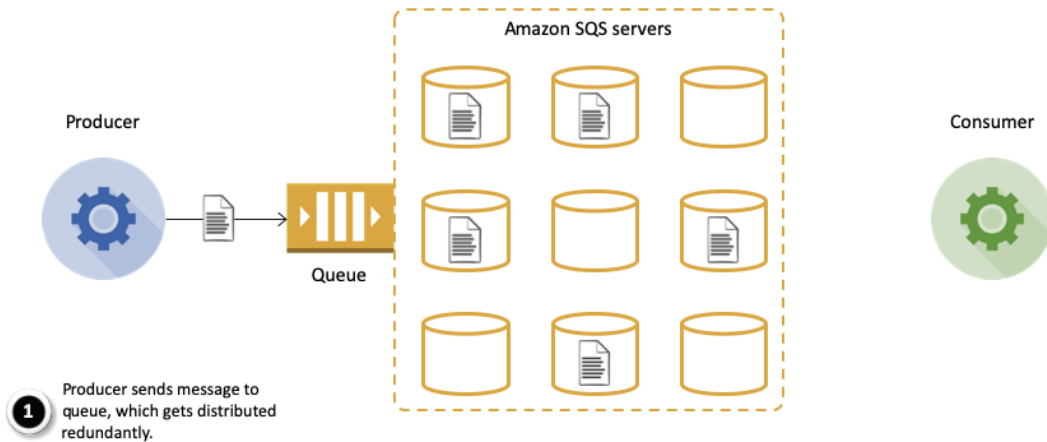 Amazon SQS servers
Producer
Consumer
Queue
1
Producer sends message to
queue, which gets distributed
redundantly.